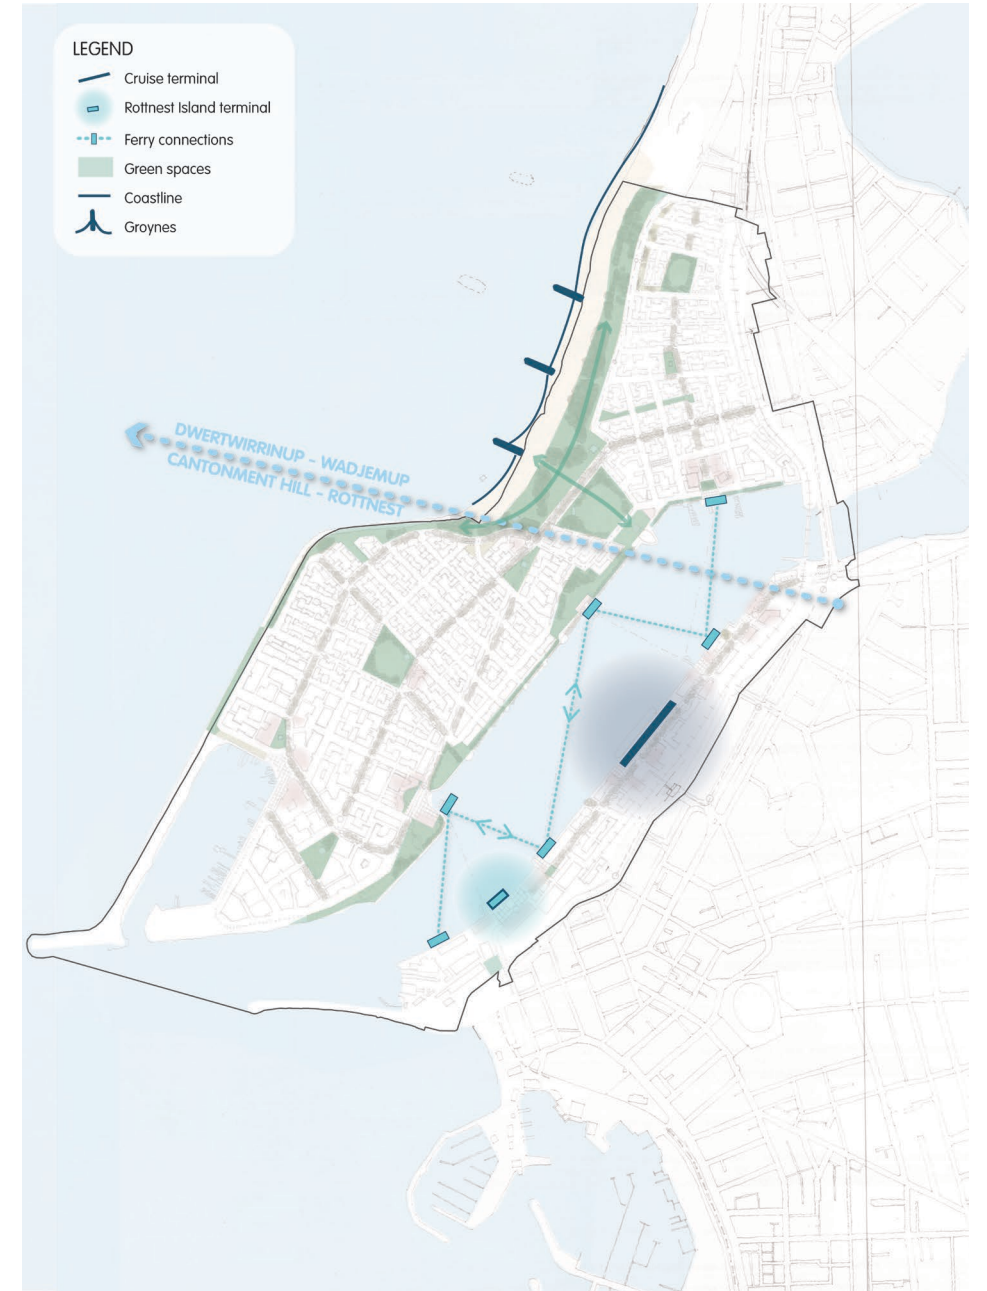 LEGEND
Cruise terminal
Rottnest Island terminal
Ferry connections
Green spaces
Coastline
Groynes
DWERTWIRRINUP - WADJEMUP
CANTONMENT HILL - ROTTNEST